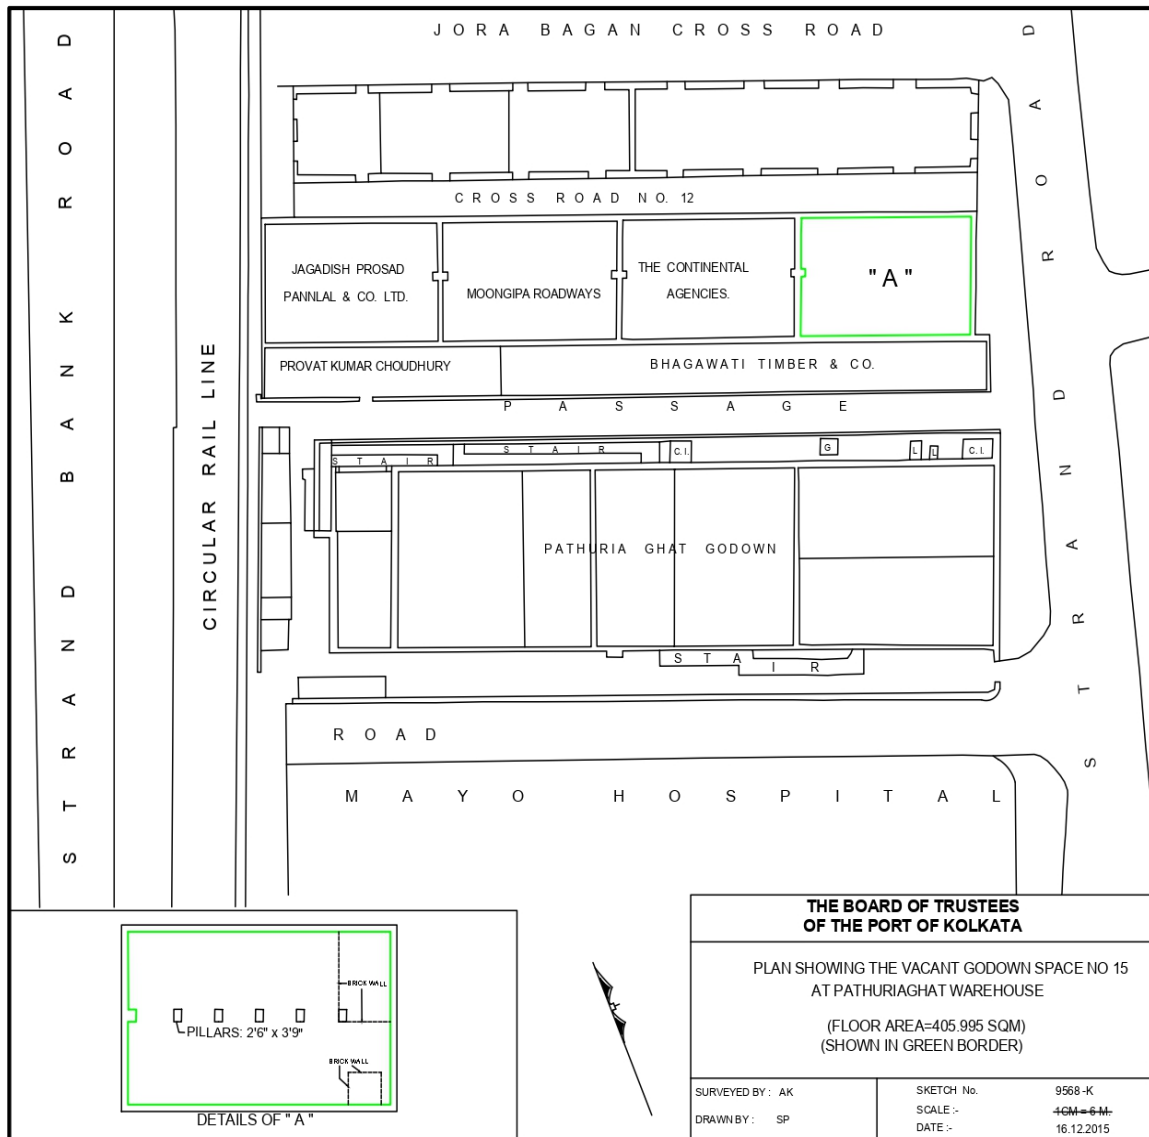 JORA BAGAN CROSS ROAD
STRAND BANK ROAD
CIRCULAR RAIL LINE
STRAND ROAD
CROSS ROAD NO. 12
JAGADISH PROSAD
PANNLAL & CO. LTD.
MOONGIPA ROADWAYS
THE CONTINENTAL
AGENCIES.
"A"
PROVAT KUMAR CHOUDHURY
BHAGAWATI TIMBER & CO.
PASSAGE
STAIR
STAIR
C.I.
G
L
L
C.I.
PATHURIA GHAT GODOWN
STAIR
ROAD
MAYO HOSPITAL
BRICK WALL
PILLARS: 2'6" x 3'9"
BRICK WALL
DETAILS OF "A"
THE BOARD OF TRUSTEES
OF THE PORT OF KOLKATA
PLAN SHOWING THE VACANT GODOWN SPACE NO 15
AT PATHURIAGHAT WAREHOUSE
(FLOOR AREA=405.995 SQM)
(SHOWN IN GREEN BORDER)
SURVEYED BY : AK
DRAWN BY : SP
SKETCH No. 9568-K
SCALE :- 1CM = 6 M.
DATE :- 16.12.2015